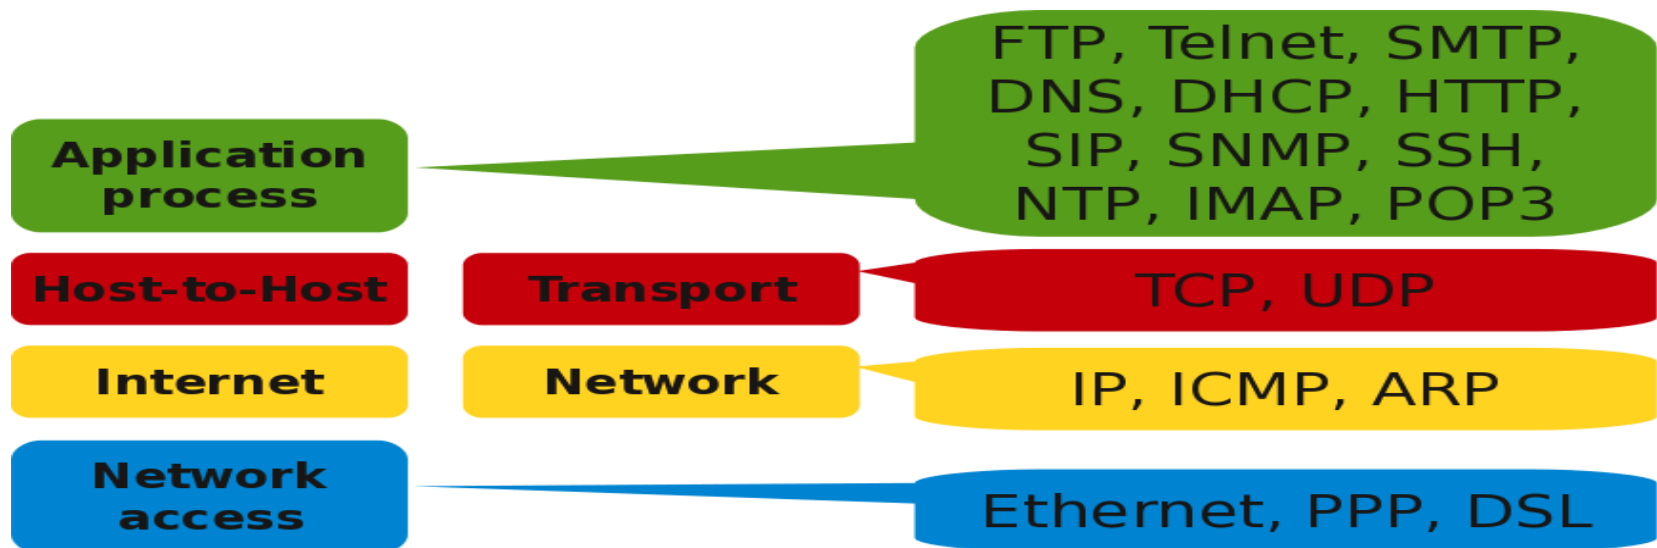 Application
process
FTP, Telnet, SMTP,
DNS, DHCP, HTTP,
SIP, SNMP, SSH,
NTP, IMAP, POP3
Host-to-Host
Transport
TCP, UDP
Internet
Network
IP, ICMP, ARP
Network
access
Ethernet, PPP, DSL